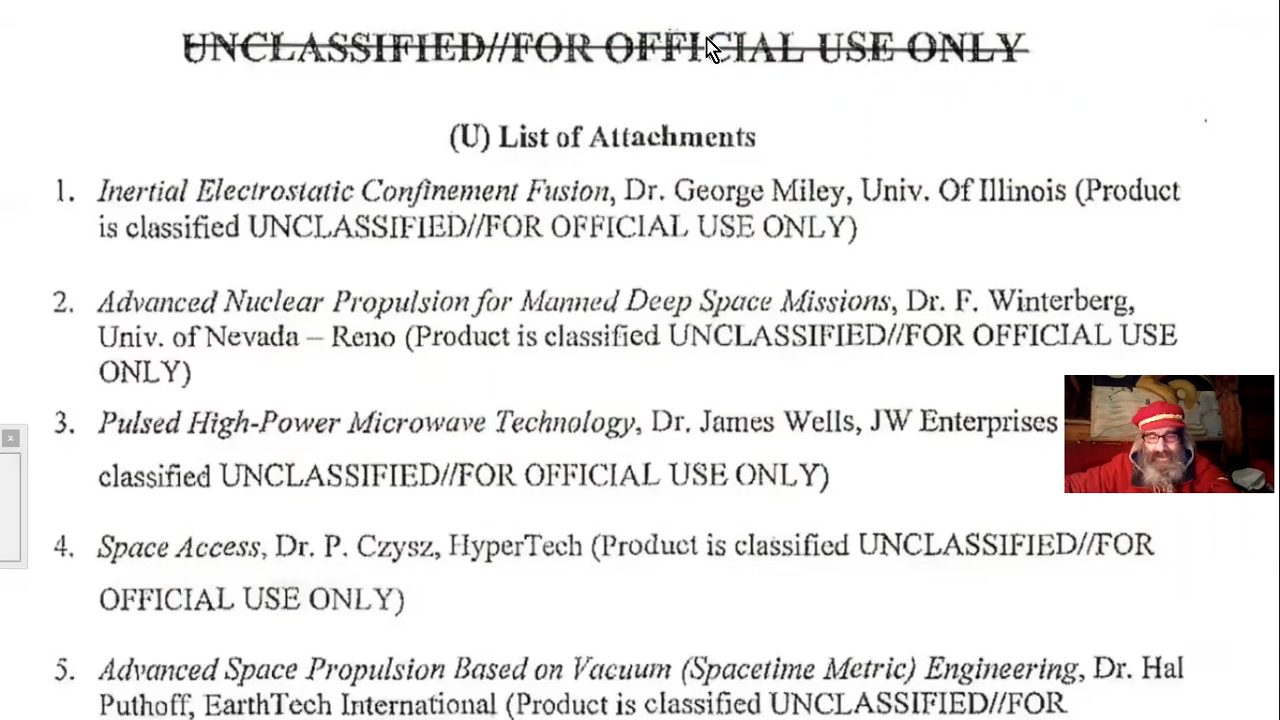 UNCLASSIFIED//FOR OFFICIAL USE ONLY
(U) List of Attachments
1. Inertial Electrostatic Confinement Fusion, Dr. George Miley, Univ. Of Illinois (Product
is classified UNCLASSIFIED//FOR OFFICIAL USE ONLY)
2. Advanced Nuclear Propulsion for Manned Deep Space Missions, Dr. F. Winterberg,
Univ. of Nevada – Reno (Product is classified UNCLASSIFIED//FOR OFFICIAL USE
ONLY)
3. Pulsed High-Power Microwave Technology, Dr. James Wells, JW Enterprises
classified UNCLASSIFIED//FOR OFFICIAL USE ONLY)
4. Space Access, Dr. P. Czysz, HyperTech (Product is classified UNCLASSIFIED//FOR
OFFICIAL USE ONLY)
5. Advanced Space Propulsion Based on Vacuum (Spacetime Metric) Engineering, Dr. Hal
Puthoff, EarthTech International (Product is classified UNCLASSIFIED//FOR
x